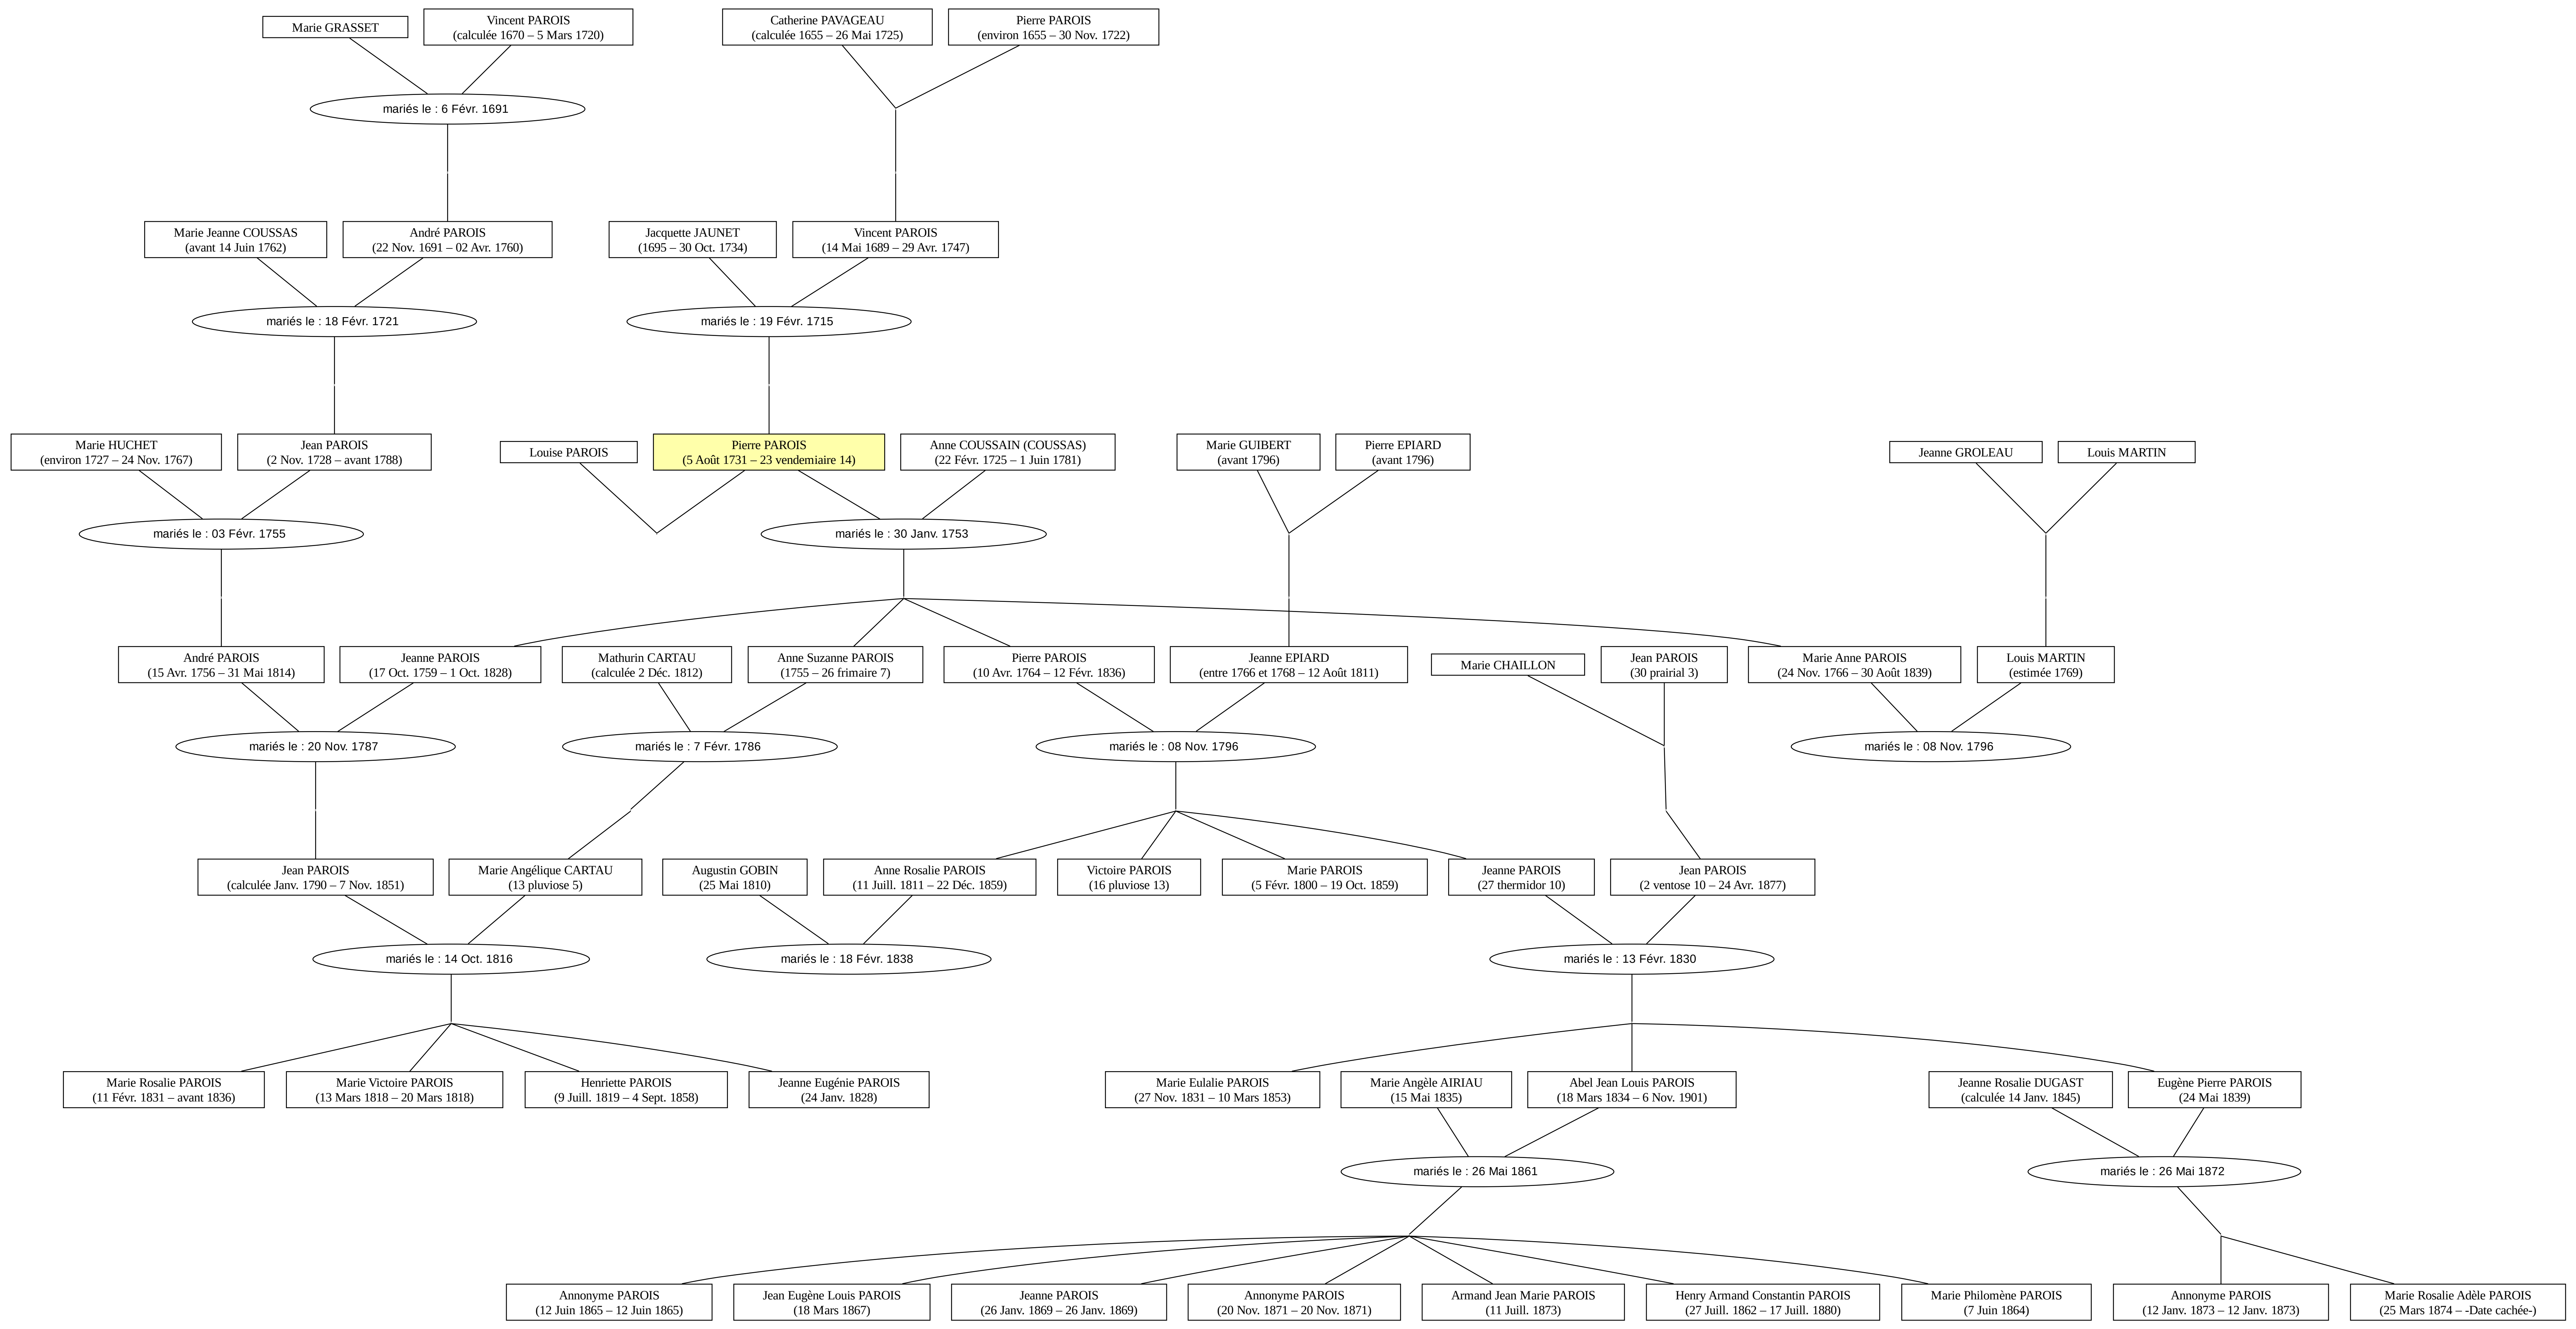 Marie GRASSET
Vincent PAROIS
(calculée 1670 – 5 Mars 1720)
Catherine PAVAGEAU
(calculée 1655 – 26 Mai 1725)
Pierre PAROIS
(environ 1655 – 30 Nov. 1722)
mariés le : 6 Févr. 1691
Marie Jeanne COUSSAS
(avant 14 Juin 1762)
André PAROIS
(22 Nov. 1691 – 02 Avr. 1760)
Jacquette JAUNET
(1695 – 30 Oct. 1734)
Vincent PAROIS
(14 Mai 1689 – 29 Avr. 1747)
mariés le : 18 Févr. 1721
mariés le : 19 Févr. 1715
Marie HUCHET
(environ 1727 – 24 Nov. 1767)
Jean PAROIS
(2 Nov. 1728 – avant 1788)
Louise PAROIS
Pierre PAROIS
(5 Août 1731 – 23 vendemiaire 14)
Anne COUSSAIN (COUSSAS)
(22 Févr. 1725 – 1 Juin 1781)
Marie GUIBERT
(avant 1796)
Pierre EPIARD
(avant 1796)
Jeanne GROLEAU
Louis MARTIN
mariés le : 03 Févr. 1755
mariés le : 30 Janv. 1753
André PAROIS
(15 Avr. 1756 – 31 Mai 1814)
Jeanne PAROIS
(17 Oct. 1759 – 1 Oct. 1828)
Mathurin CARTAU
(calculée 2 Déc. 1812)
Anne Suzanne PAROIS
(1755 – 26 frimaire 7)
Pierre PAROIS
(10 Avr. 1764 – 12 Févr. 1836)
Jeanne EPIARD
(entre 1766 et 1768 – 12 Août 1811)
Marie CHAILLON
Jean PAROIS
(30 prairial 3)
Marie Anne PAROIS
(24 Nov. 1766 – 30 Août 1839)
Louis MARTIN
(estimée 1769)
mariés le : 20 Nov. 1787
mariés le : 7 Févr. 1786
mariés le : 08 Nov. 1796
mariés le : 08 Nov. 1796
Jean PAROIS
(calculée Janv. 1790 – 7 Nov. 1851)
Marie Angélique CARTAU
(13 pluviose 5)
Augustin GOBIN
(25 Mai 1810)
Anne Rosalie PAROIS
(11 Juill. 1811 – 22 Déc. 1859)
Victoire PAROIS
(16 pluviose 13)
Marie PAROIS
(5 Févr. 1800 – 19 Oct. 1859)
Jeanne PAROIS
(27 thermidor 10)
Jean PAROIS
(2 ventose 10 – 24 Avr. 1877)
mariés le : 14 Oct. 1816
mariés le : 18 Févr. 1838
mariés le : 13 Févr. 1830
Marie Rosalie PAROIS
(11 Févr. 1831 – avant 1836)
Marie Victoire PAROIS
(13 Mars 1818 – 20 Mars 1818)
Henriette PAROIS
(9 Juill. 1819 – 4 Sept. 1858)
Jeanne Eugénie PAROIS
(24 Janv. 1828)
Marie Eulalie PAROIS
(27 Nov. 1831 – 10 Mars 1853)
Marie Angèle AIRIAU
(15 Mai 1835)
Abel Jean Louis PAROIS
(18 Mars 1834 – 6 Nov. 1901)
Jeanne Rosalie DUGAST
(calculée 14 Janv. 1845)
Eugène Pierre PAROIS
(24 Mai 1839)
mariés le : 26 Mai 1861
mariés le : 26 Mai 1872
Annonyme PAROIS
(12 Juin 1865 – 12 Juin 1865)
Jean Eugène Louis PAROIS
(18 Mars 1867)
Jeanne PAROIS
(26 Janv. 1869 – 26 Janv. 1869)
Annonyme PAROIS
(20 Nov. 1871 – 20 Nov. 1871)
Armand Jean Marie PAROIS
(11 Juill. 1873)
Henry Armand Constantin PAROIS
(27 Juill. 1862 – 17 Juill. 1880)
Marie Philomène PAROIS
(7 Juin 1864)
Annonyme PAROIS
(12 Janv. 1873 – 12 Janv. 1873)
Marie Rosalie Adèle PAROIS
(25 Mars 1874 – -Date cachée-)